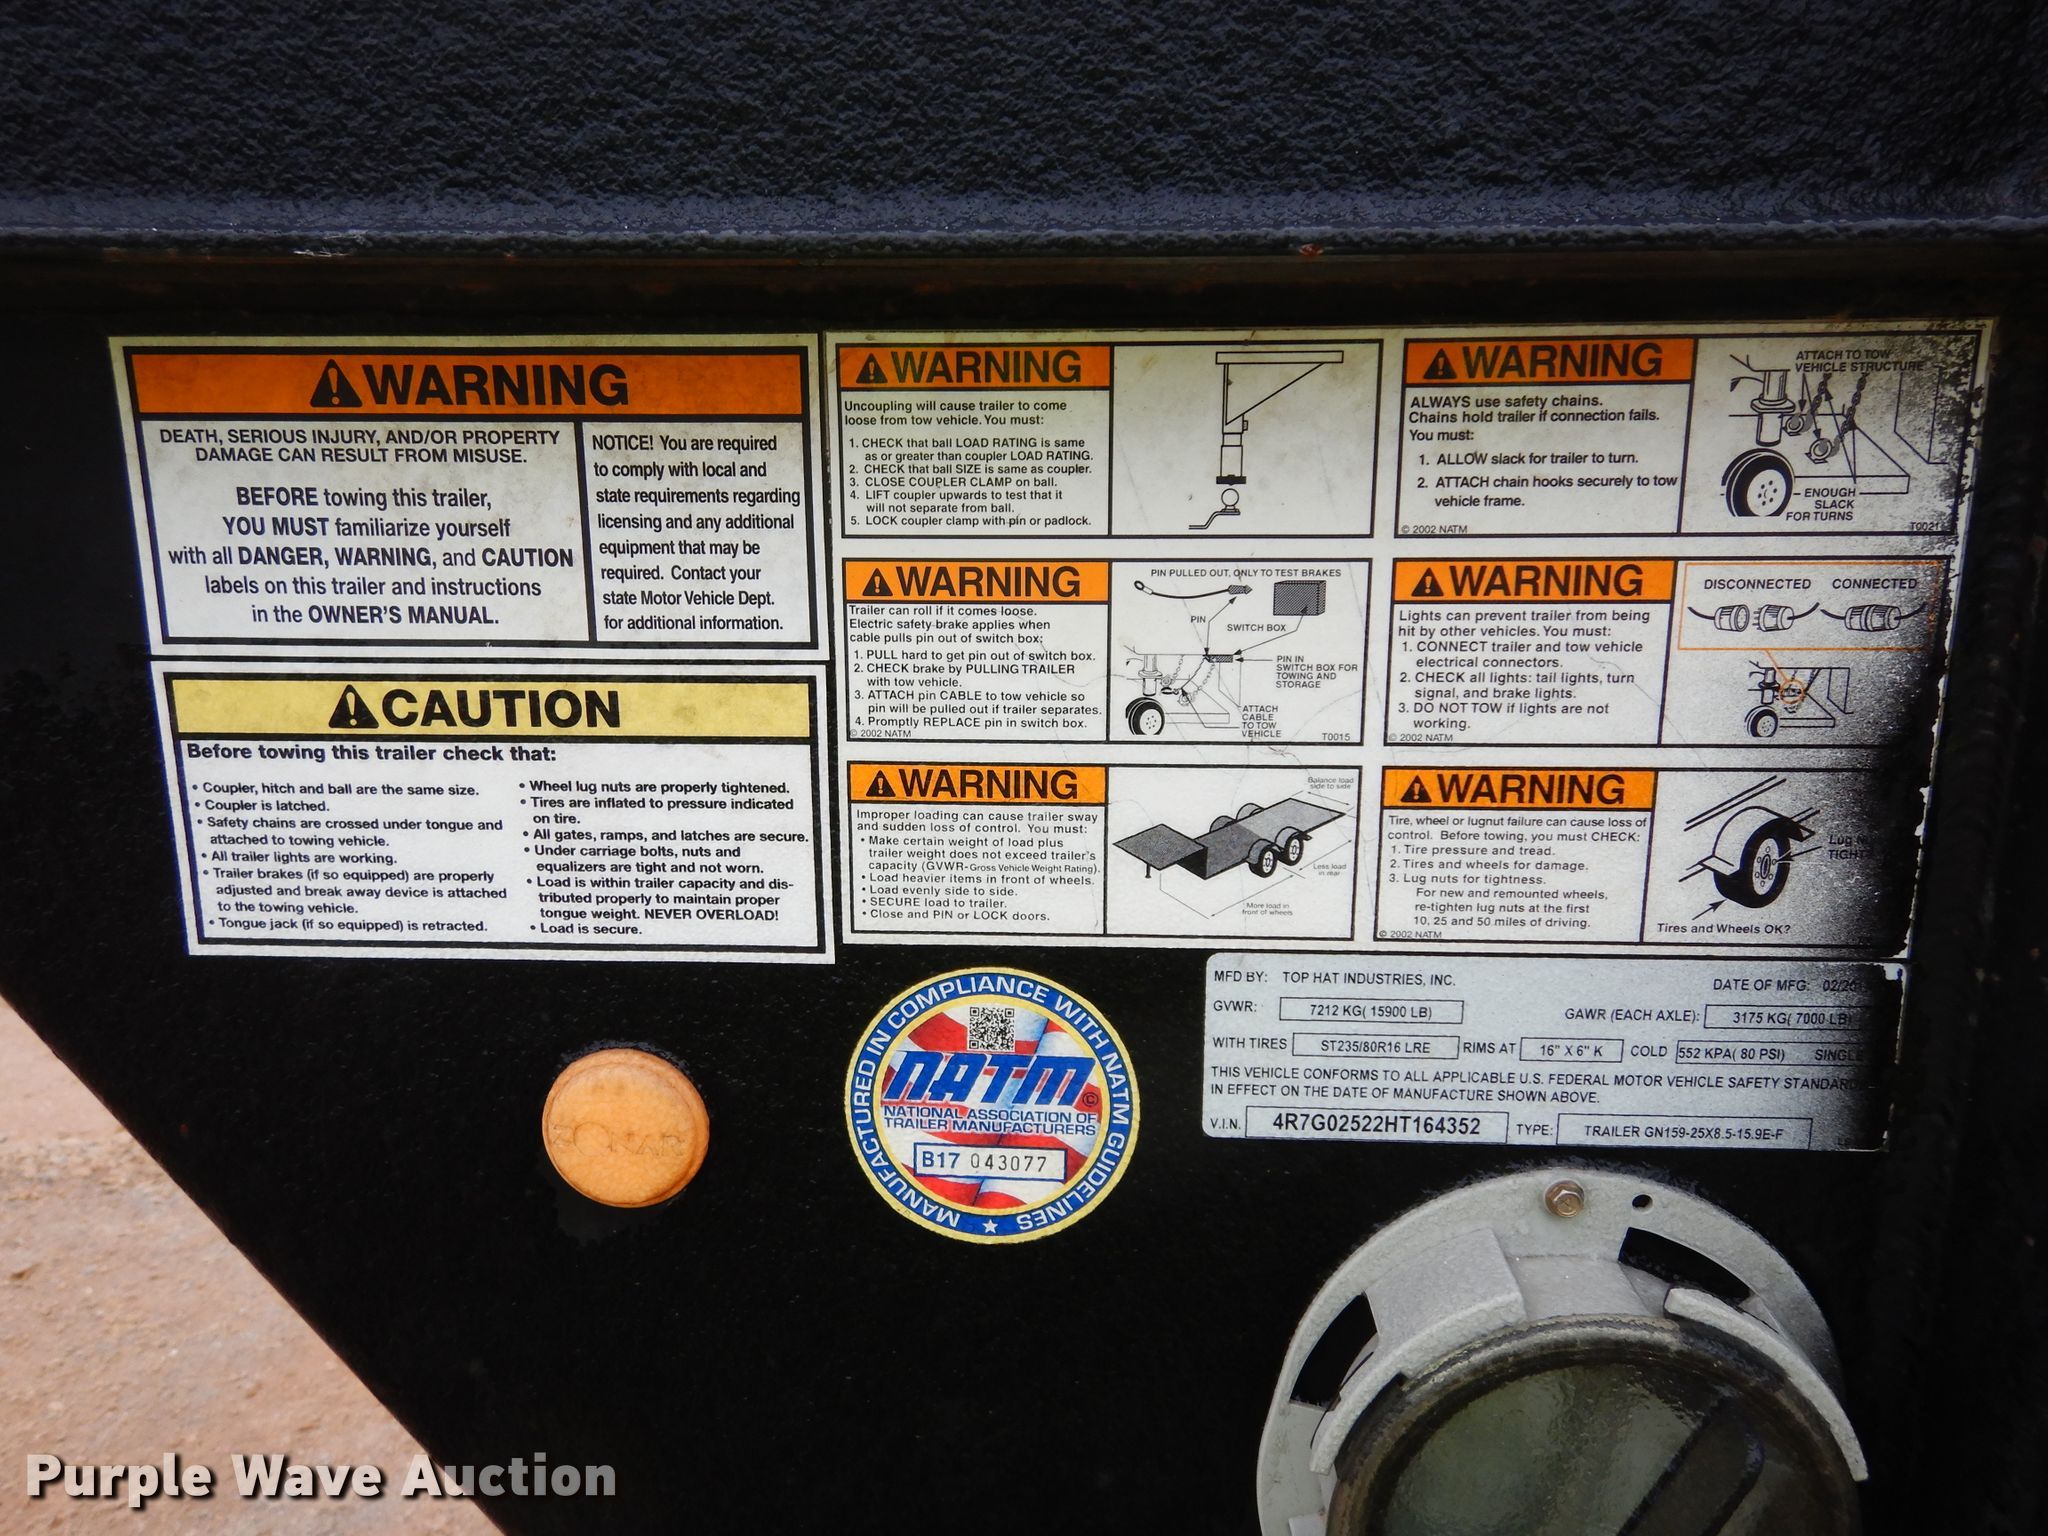 WARNING
DEATH, SERIOUS INJURY, AND/OR PROPERTY
DAMAGE CAN RESULT FROM MISUSE.
BEFORE towing this trailer,
YOU MUST familiarize yourself
with all DANGER, WARNING, and CAUTION
labels on this trailer and instructions
in the OWNER'S MANUAL.
NOTICE! You are required
to comply with local and
state requirements regarding
licensing and any additional
equipment that may be
required. Contact your
state Motor Vehicle Dept.
for additional information.
CAUTION
Before towing this trailer check that:
• Coupler, hitch and ball are the same size.
• Coupler is latched.
• Safety chains are crossed under tongue and
attached to towing vehicle.
• All trailer lights are working.
• Trailer brakes (if so equipped) are properly
adjusted and break away device is attached
to the towing vehicle.
• Tongue jack (if so equipped) is retracted.
• Wheel lug nuts are properly tightened.
• Tires are inflated to pressure indicated
on tire.
• All gates, ramps, and latches are secure.
• Under carriage bolts, nuts and
equalizers are tight and not worn.
• Load is within trailer capacity and dis-
tributed properly to maintain proper
tongue weight. NEVER OVERLOAD!
• Load is secure.
WARNING
Uncoupling will cause trailer to come
loose from tow vehicle. You must:
1. CHECK that ball LOAD RATING is same
as or greater than coupler LOAD RATING.
2. CHECK that ball SIZE is same as coupler.
3. CLOSE COUPLER CLAMP on ball.
4. LIFT coupler upwards to test that it
will not separate from ball.
5. LOCK coupler clamp with pin or padlock.
WARNING
ALWAYS use safety chains.
Chains hold trailer if connection fails.
You must:
1. ALLOW slack for trailer to turn.
2. ATTACH chain hooks securely to tow
vehicle frame.
© 2002 NATM
ATTACH TO TOW
VEHICLE STRUCTURE
ENOUGH
SLACK
FOR TURNS
T0021
WARNING
Trailer can roll if it comes loose.
Electric safety brake applies when
cable pulls pin out of switch box;
1. PULL hard to get pin out of switch box.
2. CHECK brake by PULLING TRAILER
with tow vehicle.
3. ATTACH pin CABLE to tow vehicle so
pin will be pulled out if trailer separates.
4. Promptly REPLACE pin in switch box.
© 2002 NATM
PIN PULLED OUT, ONLY TO TEST BRAKES
PIN
SWITCH BOX
PIN IN
SWITCH BOX FOR
TOWING AND
STORAGE
ATTACH
CABLE
TO TOW
VEHICLE
T0015
WARNING
Lights can prevent trailer from being
hit by other vehicles. You must:
1. CONNECT trailer and tow vehicle
electrical connectors.
2. CHECK all lights: tail lights, turn
signal, and brake lights.
3. DO NOT TOW if lights are not
working.
© 2002 NATM
DISCONNECTED CONNECTED
WARNING
Improper loading can cause trailer sway
and sudden loss of control. You must:
• Make certain weight of load plus
trailer weight does not exceed trailer's
capacity (GVWR-Gross Vehicle Weight Rating).
• Load heavier items in front of wheels.
• Load evenly side to side.
• SECURE load to trailer.
• Close and PIN or LOCK doors.
Balance load
side to side
Less load
in rear
More load in
front of wheels
WARNING
Tire, wheel or lugnut failure can cause loss of
control. Before towing, you must CHECK:
1. Tire pressure and tread.
2. Tires and wheels for damage.
3. Lug nuts for tightness.
For new and remounted wheels,
re-tighten lug nuts at the first
10, 25 and 50 miles of driving.
© 2002 NATM
Lug
TIGHT
Tires and Wheels OK?
MANUFACTURED IN COMPLIANCE WITH NATM GUIDELINES
NATM ©
NATIONAL ASSOCIATION OF
TRAILER MANUFACTURERS
B17 043077
MFD BY: TOP HAT INDUSTRIES, INC. DATE OF MFG: 02/20
GVWR: 7212 KG( 15900 LB) GAWR (EACH AXLE): 3175 KG( 7000 LB)
WITH TIRES ST235/80R16 LRE RIMS AT 16" X 6" K COLD 552 KPA( 80 PSI) SINGLE
THIS VEHICLE CONFORMS TO ALL APPLICABLE U.S. FEDERAL MOTOR VEHICLE SAFETY STANDARD
IN EFFECT ON THE DATE OF MANUFACTURE SHOWN ABOVE.
V.I.N. 4R7G02522HT164352 TYPE: TRAILER GN159-25X8.5-15.9E-F
ZONAR
Purple Wave Auction